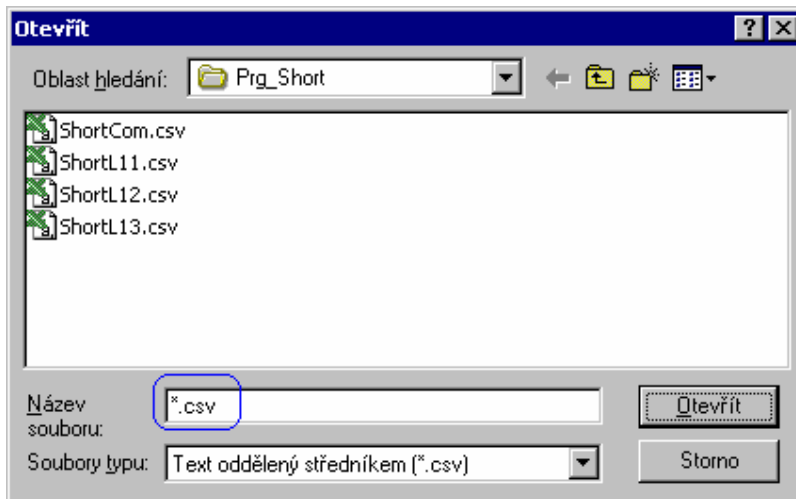 Otevřít
Oblast hledání: Prg_Short
ShortCom.csv
ShortL11.csv
ShortL12.csv
ShortL13.csv
Název souboru: *.csv
Otevřít
Soubory typu: Text oddělený středníkem (*.csv)
Storno